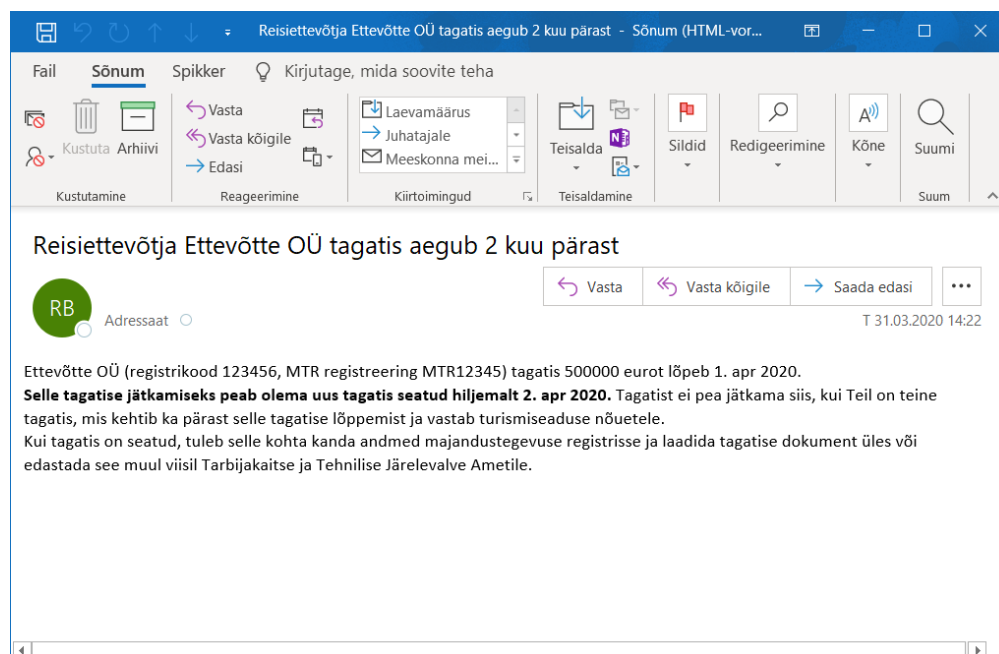 Reisiettevõtja Ettevõtte OÜ tagatis aegub 2 kuu pärast - Sõnum (HTML-vor...
Fail Sõnum Spikker Kirjutage, mida soovite teha
Kustuta Arhiivi
Kustutamine
Vasta
Vasta kõigile
Edasi
Reageerimine
Laevamäärus
Juhatajale
Meeskonna mei...
Kiirtoimingud
Teisalda
Teisaldamine
Sildid
Redigeerimine
Kõne
Suumi
Suum
Reisiettevõtja Ettevõtte OÜ tagatis aegub 2 kuu pärast
RB
Adressaat
Vasta Vasta kõigile Saada edasi
T 31.03.2020 14:22
Ettevõtte OÜ (registrikood 123456, MTR registreering MTR12345) tagatis 500000 eurot lõpeb 1. apr 2020.
Selle tagatise jätkamiseks peab olema uus tagatis seatud hiljemalt 2. apr 2020. Tagatist ei pea jätkama siis, kui Teil on teine
tagatis, mis kehtib ka pärast selle tagatise lõppemist ja vastab turismiseaduse nõuetele.
Kui tagatis on seatud, tuleb selle kohta kanda andmed majandustegevuse registrisse ja laadida tagatise dokument üles või
edastada see muul viisil Tarbijakaitse ja Tehnilise Järelevalve Ametile.